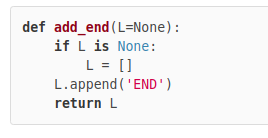 def add_end(L=None):
    if L is None:
        L = []
    L.append('END')
    return L